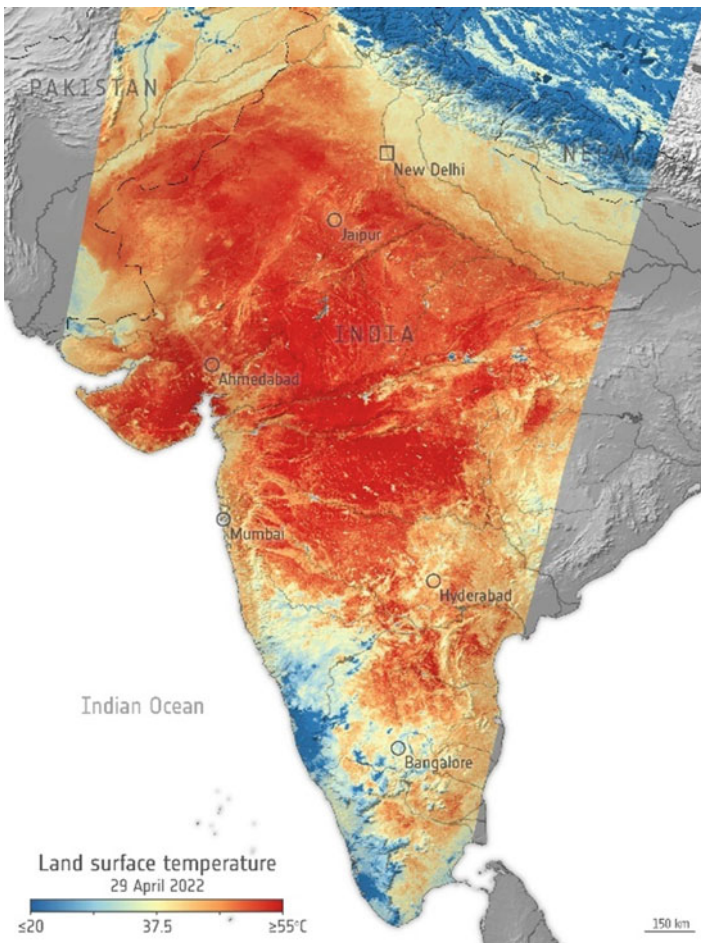 PAKISTAN
NEPAL
New Delhi
Jaipur
INDIA
Ahmedabad
Mumbai
Hyderabad
Indian Ocean
Bangalore
Land surface temperature
29 April 2022
≤20 37.5 ≥55°C
150 km